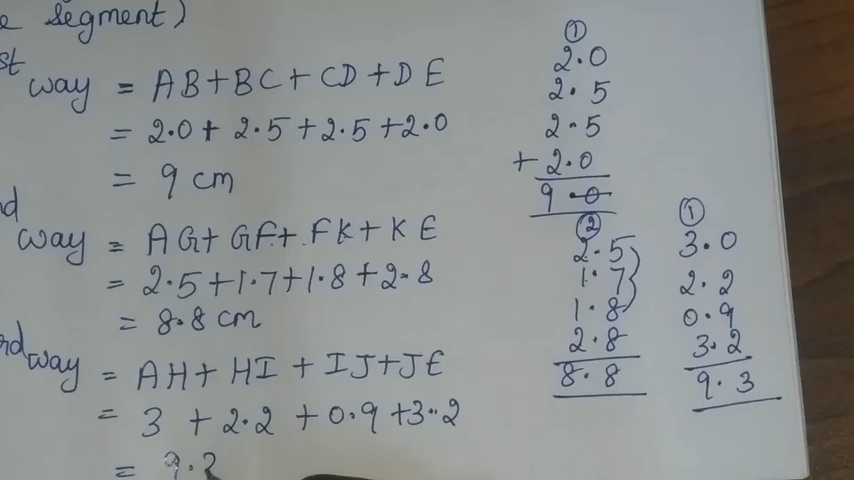 e segment)
st
way = AB+BC+CD+DE
= 2.0+ 2.5+2.5+2.0
= 9 cm
nd
way = AG+GF+FK+KE
= 2.5+1.7+1.8+2.8
= 8.8 cm
rd way = AH+HI+IJ+JE
= 3 + 2.2 + 0.9 +3.2
= 9.3
①
2.0
2.5
2.5
+ 2.0
9.0
②
2.5
1.7
1.8
2.8
8.8
①
3.0
2.2
0.9
3.2
9.3